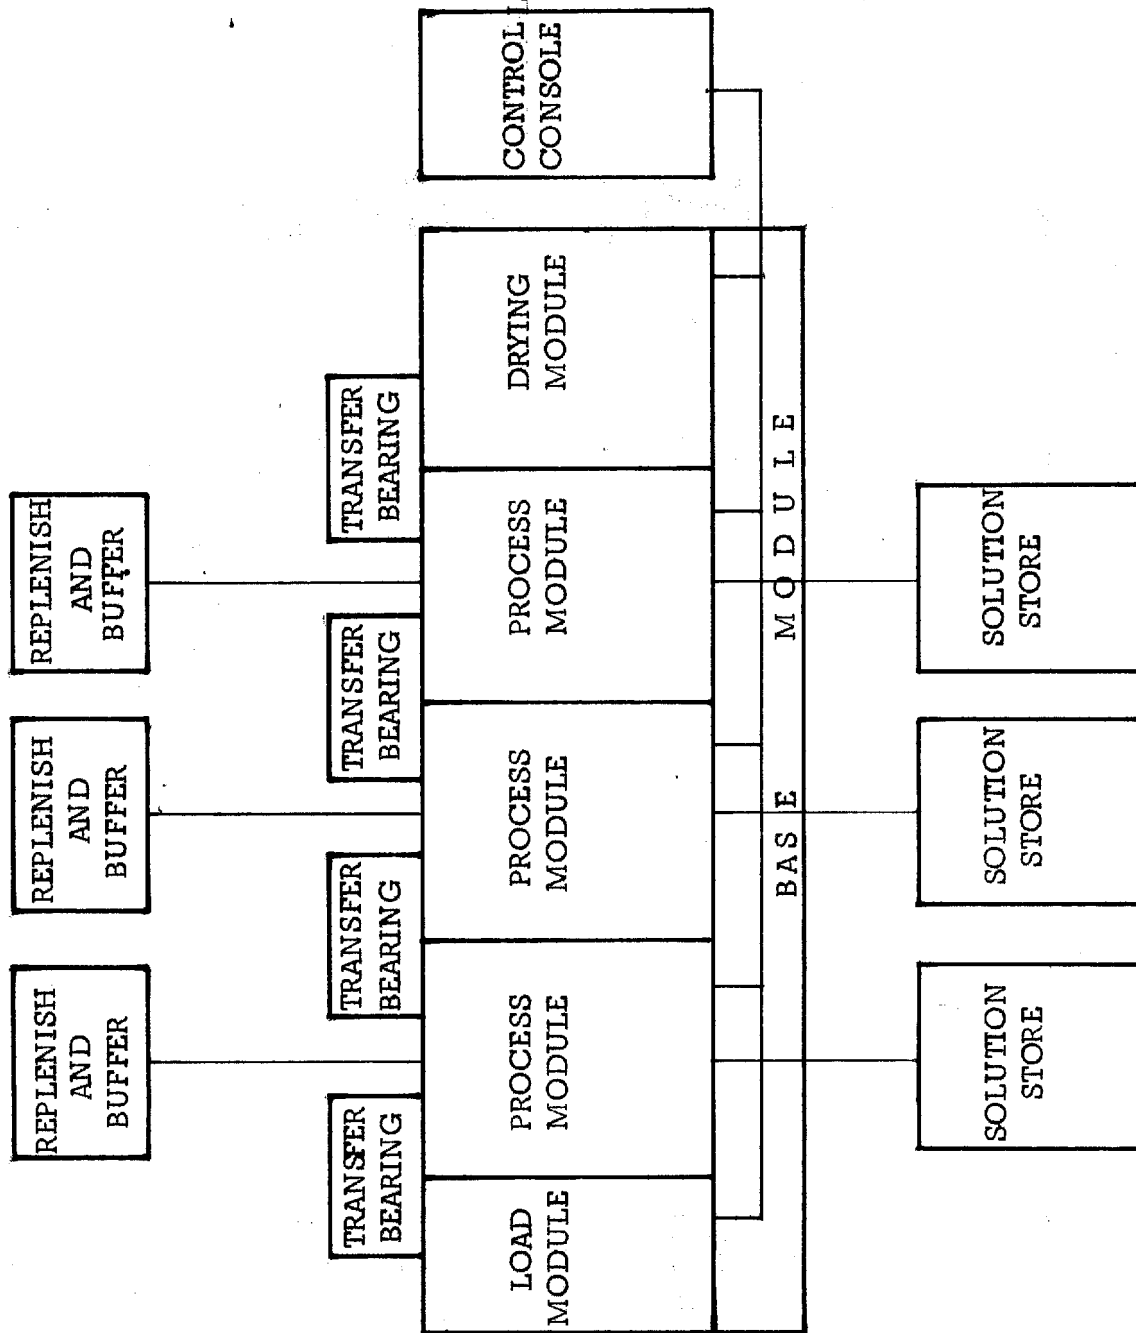 REPLENISH
AND
BUFFER
REPLENISH
AND
BUFFER
REPLENISH
AND
BUFFER
TRANSFER
BEARING
TRANSFER
BEARING
TRANSFER
BEARING
TRANSFER
BEARING
LOAD
MODULE
PROCESS
MODULE
PROCESS
MODULE
PROCESS
MODULE
DRYING
MODULE
CONTROL
CONSOLE
BASE MODULE
SOLUTION
STORE
SOLUTION
STORE
SOLUTION
STORE